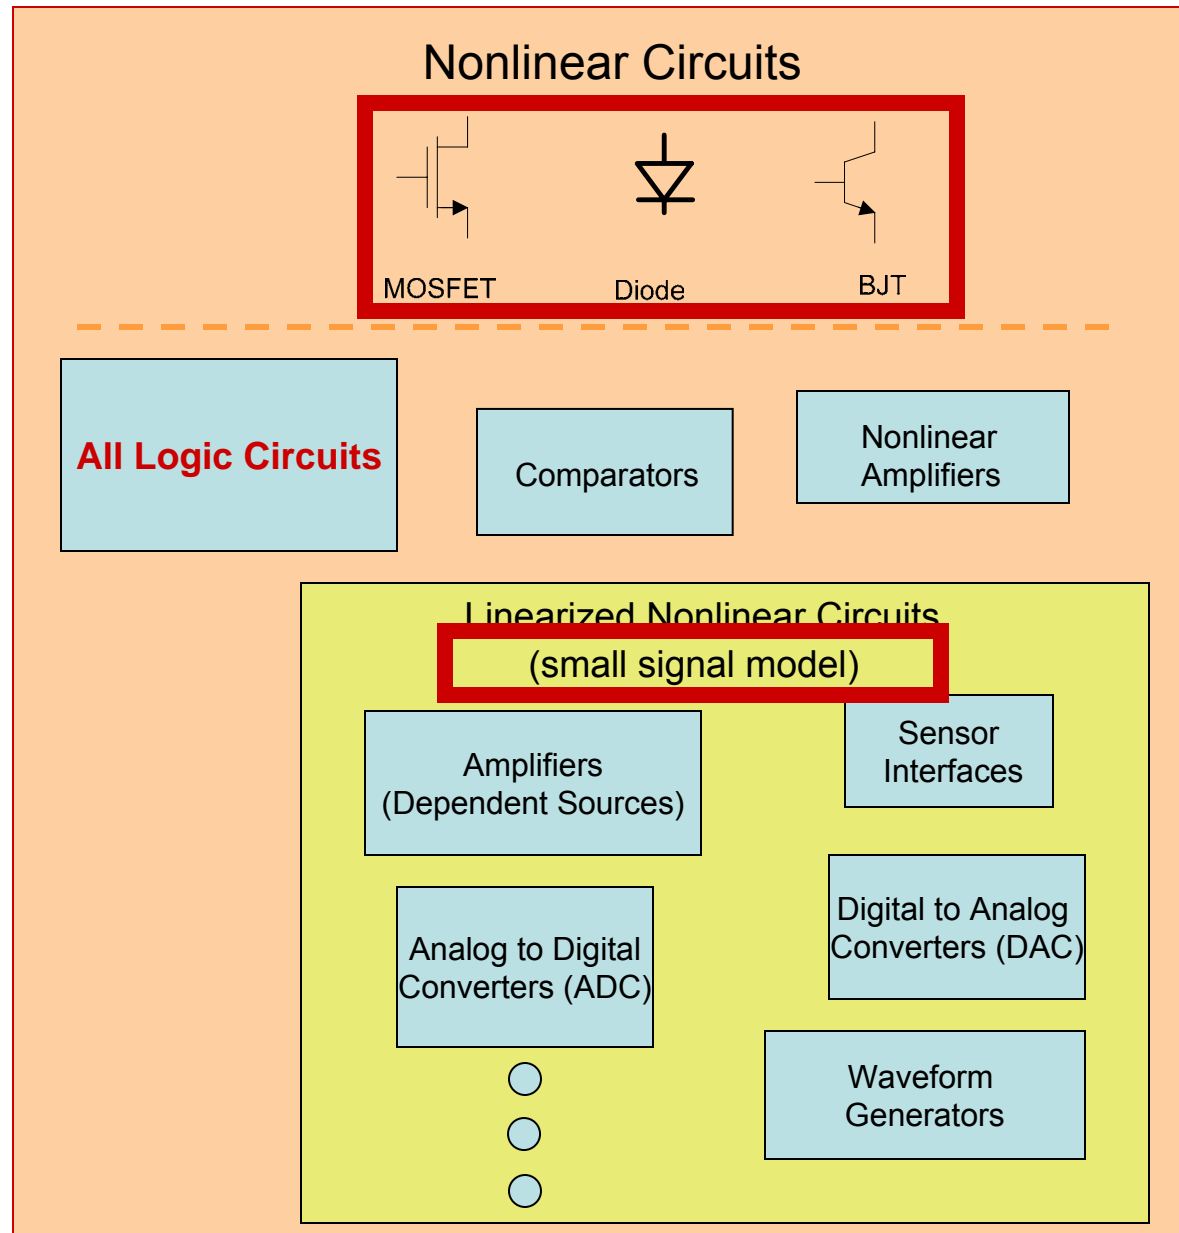 Nonlinear Circuits
MOSFET
Diode
BJT
All Logic Circuits
Comparators
Nonlinear
Amplifiers
Linearized Nonlinear Circuits
(small signal model)
Amplifiers
(Dependent Sources)
Sensor
Interfaces
Analog to Digital
Converters (ADC)
Digital to Analog
Converters (DAC)
Waveform
Generators